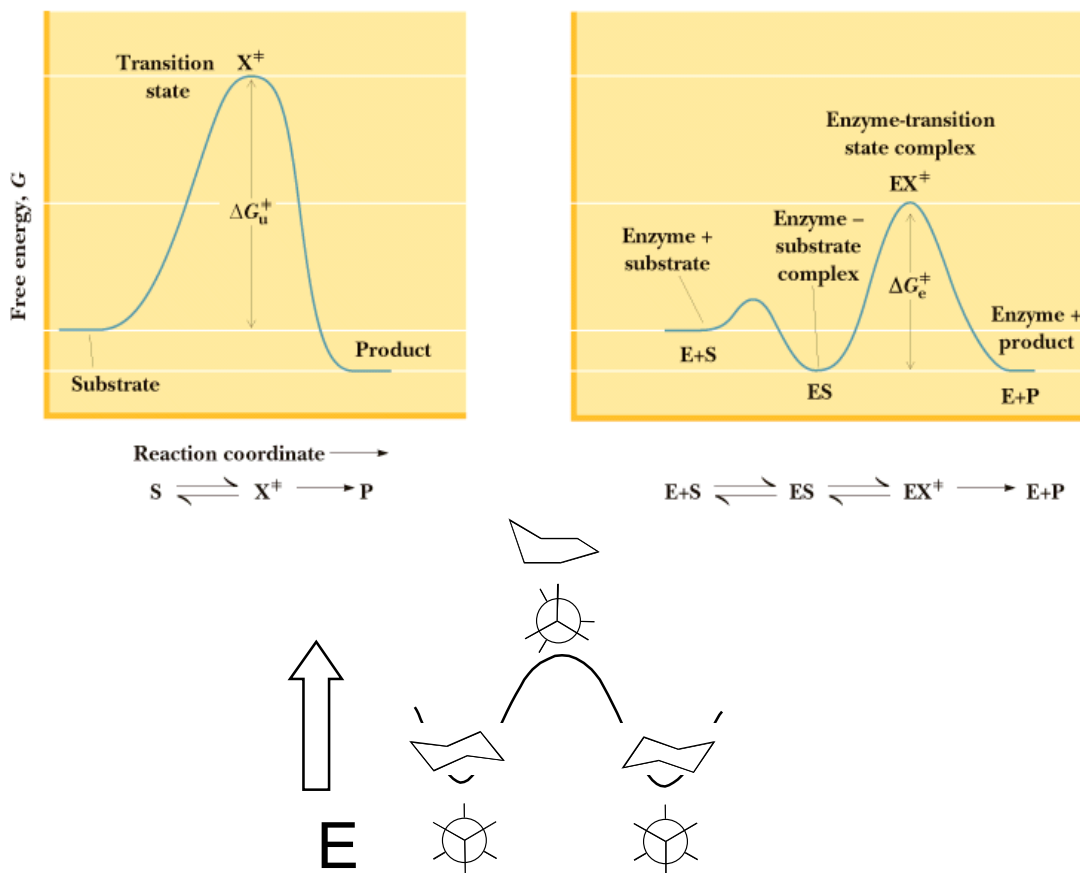 Free energy, G
Transition
state
X‡
ΔG‡u
Substrate
Product
Reaction coordinate
S X‡ P
Enzyme-transition
state complex
EX‡
Enzyme –
substrate
complex
Enzyme +
substrate
ΔG‡e
Enzyme +
product
E+S
ES
E+P
E+S ES EX‡ E+P
E